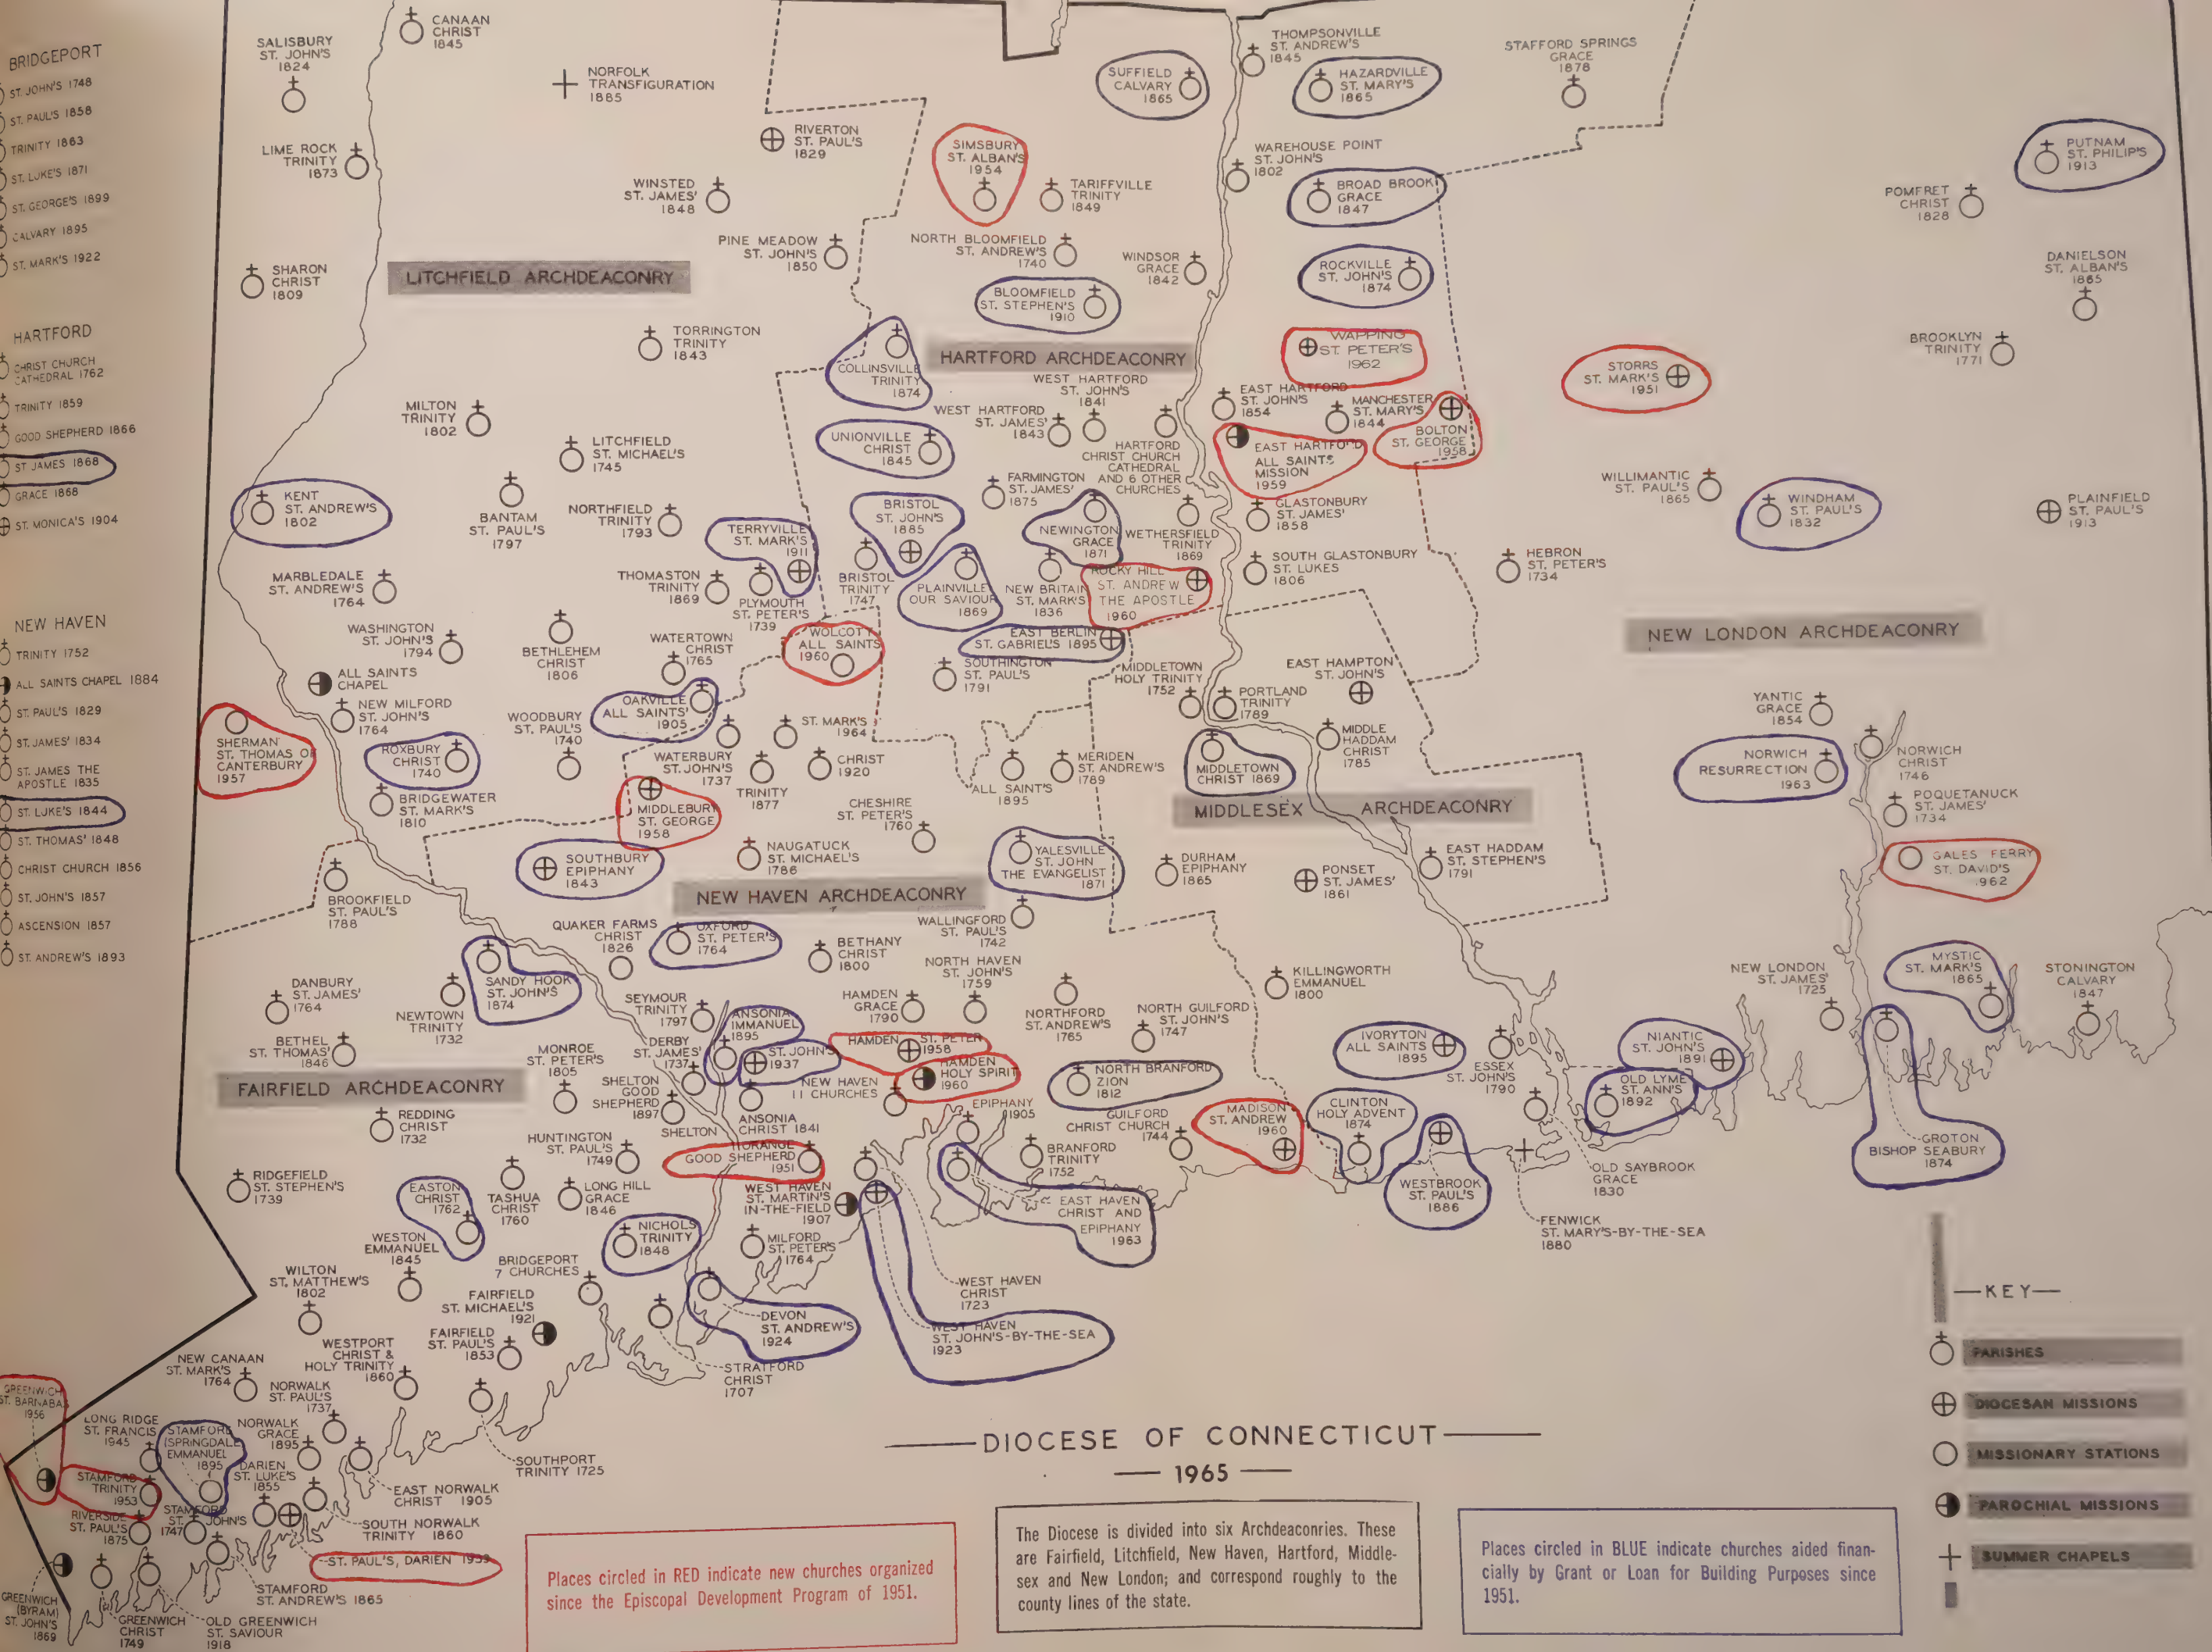 BRIDGEPORT
ST. JOHN'S 1748
ST. PAUL'S 1858
TRINITY 1863
ST. LUKE'S 1871
ST. GEORGE'S 1899
CALVARY 1895
ST. MARK'S 1922
HARTFORD
CHRIST CHURCH
CATHEDRAL 1762
TRINITY 1859
GOOD SHEPHERD 1866
ST JAMES 1868
GRACE 1868
ST. MONICA'S 1904
NEW HAVEN
TRINITY 1752
ALL SAINTS CHAPEL 1884
ST. PAUL'S 1829
ST. JAMES' 1834
ST. JAMES THE
APOSTLE 1835
ST. LUKE'S 1844
ST. THOMAS' 1848
CHRIST CHURCH 1856
ST. JOHN'S 1857
ASCENSION 1857
ST. ANDREW'S 1893
CANAAN
CHRIST
1845
SALISBURY
ST. JOHN'S
1824
NORFOLK
TRANSFIGURATION
1885
RIVERTON
ST. PAUL'S
1829
LIME ROCK
TRINITY
1873
WINSTED
ST. JAMES'
1848
PINE MEADOW
ST. JOHN'S
1850
SHARON
CHRIST
1809
LITCHFIELD ARCHDEACONRY
TORRINGTON
TRINITY
1843
MILTON
TRINITY
1802
LITCHFIELD
ST. MICHAEL'S
1745
KENT
ST. ANDREW'S
1802
BANTAM
ST. PAUL'S
1797
NORTHFIELD
TRINITY
1793
TERRYVILLE
ST. MARK'S
1911
MARBLEDALE
ST. ANDREW'S
1764
THOMASTON
TRINITY
1869
PLYMOUTH
ST. PETER'S
1739
WASHINGTON
ST. JOHN'S
1794
BETHLEHEM
CHRIST
1806
WATERTOWN
CHRIST
1765
ALL SAINTS
CHAPEL
NEW MILFORD
ST. JOHN'S
1764
OAKVILLE
ALL SAINTS'
1905
WOODBURY
ST. PAUL'S
1740
SHERMAN
ST. THOMAS OF
CANTERBURY
1957
ROXBURY
CHRIST
1740
BRIDGEWATER
ST. MARK'S
1810
THOMPSONVILLE
ST. ANDREW'S
1845
SUFFIELD
CALVARY
1865
HAZARDVILLE
ST. MARY'S
1865
STAFFORD SPRINGS
GRACE
1878
SIMSBURY
ST. ALBAN'S
1954
TARIFFVILLE
TRINITY
1849
WAREHOUSE POINT
ST. JOHN'S
1802
BROAD BROOK
GRACE
1847
NORTH BLOOMFIELD
ST. ANDREW'S
1740
WINDSOR
GRACE
1842
ROCKVILLE
ST. JOHN'S
1874
BLOOMFIELD
ST. STEPHEN'S
1910
COLLINSVILLE
TRINITY
1874
HARTFORD ARCHDEACONRY
WAPPING
ST. PETER'S
1962
WEST HARTFORD
ST. JOHN'S
1841
WEST HARTFORD
ST. JAMES'
1843
EAST HARTFORD
ST. JOHN'S
1854
MANCHESTER
ST. MARY'S
1844
BOLTON
ST. GEORGE
1958
UNIONVILLE
CHRIST
1845
HARTFORD
CHRIST CHURCH
CATHEDRAL
AND 6 OTHER
CHURCHES
EAST HARTFORD
ALL SAINTS
MISSION
1959
FARMINGTON
ST. JAMES'
1875
BRISTOL
ST. JOHN'S
1885
NEWINGTON
GRACE
1871
WETHERSFIELD
TRINITY
1869
GLASTONBURY
ST. JAMES'
1858
BRISTOL
TRINITY
1747
PLAINVILLE
OUR SAVIOUR
1869
NEW BRITAIN
ST. MARK'S
1836
ROCKY HILL
ST. ANDREW
THE APOSTLE
1960
SOUTH GLASTONBURY
ST. LUKES
1806
WOLCOTT
ALL SAINTS
1960
EAST BERLIN
ST. GABRIEL'S 1895
SOUTHINGTON
ST. PAUL'S
1791
PUTNAM
ST. PHILIP'S
1913
POMFRET
CHRIST
1828
DANIELSON
ST. ALBAN'S
1865
BROOKLYN
TRINITY
1771
STORRS
ST. MARK'S
1951
WILLIMANTIC
ST. PAUL'S
1865
WINDHAM
ST. PAUL'S
1832
PLAINFIELD
ST. PAUL'S
1913
HEBRON
ST. PETER'S
1734
NEW LONDON ARCHDEACONRY
YANTIC
GRACE
1854
NORWICH
RESURRECTION
1963
NORWICH
CHRIST
1746
POQUETANUCK
ST. JAMES'
1734
GALES FERRY
ST. DAVID'S
1962
NEW LONDON
ST. JAMES'
1725
MYSTIC
ST. MARK'S
1865
STONINGTON
CALVARY
1847
NIANTIC
ST. JOHN'S
1891
OLD LYME
ST. ANN'S
1892
GROTON
BISHOP SEABURY
1874
MIDDLETOWN
HOLY TRINITY
1752
PORTLAND
TRINITY
1789
EAST HAMPTON
ST. JOHN'S
MIDDLE
HADDAM
CHRIST
1785
MIDDLETOWN
CHRIST 1869
MIDDLESEX ARCHDEACONRY
DURHAM
EPIPHANY
1865
PONSET
ST. JAMES'
1861
EAST HADDAM
ST. STEPHEN'S
1791
KILLINGWORTH
EMMANUEL
1800
IVORYTON
ALL SAINTS
1895
ESSEX
ST. JOHN'S
1790
CLINTON
HOLY ADVENT
1874
WESTBROOK
ST. PAUL'S
1886
OLD SAYBROOK
GRACE
1830
FENWICK
ST. MARY'S-BY-THE-SEA
1880
WATERBURY
ST. JOHN'S
1737
ST. MARK'S
1964
TRINITY
1877
CHRIST
1920
ALL SAINT'S
1895
MERIDEN
ST. ANDREW'S
1789
MIDDLEBURY
ST. GEORGE
1958
CHESHIRE
ST. PETER'S
1760
NAUGATUCK
ST. MICHAEL'S
1786
SOUTHBURY
EPIPHANY
1843
YALESVILLE
ST. JOHN
THE EVANGELIST
1871
NEW HAVEN ARCHDEACONRY
QUAKER FARMS
CHRIST
1826
OXFORD
ST. PETER'S
1764
BETHANY
CHRIST
1800
WALLINGFORD
ST. PAUL'S
1742
NORTH HAVEN
ST. JOHN'S
1759
SEYMOUR
TRINITY
1797
ANSONIA
IMMANUEL
1895
HAMDEN
GRACE
1790
NORTHFORD
ST. ANDREW'S
1765
NORTH GUILFORD
ST. JOHN'S
1747
DERBY
ST. JAMES'
1737
ST. JOHN'S
1937
HAMDEN ST. PETER
1958
HAMDEN
HOLY SPIRIT
1960
NORTH BRANFORD
ZION
1812
NEW HAVEN
11 CHURCHES
ANSONIA
CHRIST 1841
EPIPHANY
1905
GUILFORD
CHRIST CHURCH
1744
MADISON
ST. ANDREW
1960
BRANFORD
TRINITY
1752
ORANGE
GOOD SHEPHERD
1951
WEST HAVEN
ST. MARTIN'S
IN-THE-FIELD
1907
MILFORD
ST. PETER'S
1764
EAST HAVEN
CHRIST AND
EPIPHANY
1963
WEST HAVEN
CHRIST
1723
WEST HAVEN
ST. JOHN'S-BY-THE-SEA
1923
DEVON
ST. ANDREW'S
1924
BROOKFIELD
ST. PAUL'S
1788
SANDY HOOK
ST. JOHN'S
1874
DANBURY
ST. JAMES'
1764
NEWTOWN
TRINITY
1732
BETHEL
ST. THOMAS'
1846
MONROE
ST. PETER'S
1805
SHELTON
GOOD
SHEPHERD
1897
SHELTON
FAIRFIELD ARCHDEACONRY
REDDING
CHRIST
1732
HUNTINGTON
ST. PAUL'S
1749
RIDGEFIELD
ST. STEPHEN'S
1739
EASTON
CHRIST
1762
TASHUA
CHRIST
1760
LONG HILL
GRACE
1846
NICHOLS
TRINITY
1848
WESTON
EMMANUEL
1845
BRIDGEPORT
7 CHURCHES
WILTON
ST. MATTHEW'S
1802
FAIRFIELD
ST. MICHAEL'S
1921
FAIRFIELD
ST. PAUL'S
1853
STRATFORD
CHRIST
1707
WESTPORT
CHRIST &
HOLY TRINITY
1860
NEW CANAAN
ST. MARK'S
1764
NORWALK
ST. PAUL'S
1737
NORWALK
GRACE
1895
SOUTHPORT
TRINITY 1725
GREENWICH
ST. BARNABAS
1956
LONG RIDGE
ST. FRANCIS
1945
STAMFORD
(SPRINGDALE)
EMMANUEL
1895
DARIEN
ST. LUKE'S
1855
EAST NORWALK
CHRIST 1905
STAMFORD
TRINITY
1953
RIVERSIDE
ST. PAUL'S
1875
STAMFORD
ST. JOHN'S
1747
SOUTH NORWALK
TRINITY 1860
ST. PAUL'S, DARIEN 1959
STAMFORD
ST. ANDREW'S 1865
GREENWICH
(BYRAM)
ST. JOHN'S
1869
GREENWICH
CHRIST
1749
OLD GREENWICH
ST. SAVIOUR
1918
DIOCESE OF CONNECTICUT
1965
Places circled in RED indicate new churches organized
since the Episcopal Development Program of 1951.
The Diocese is divided into six Archdeaconries. These
are Fairfield, Litchfield, New Haven, Hartford, Middle-
sex and New London; and correspond roughly to the
county lines of the state.
Places circled in BLUE indicate churches aided finan-
cially by Grant or Loan for Building Purposes since
1951.
KEY
PARISHES
DIOCESAN MISSIONS
MISSIONARY STATIONS
PAROCHIAL MISSIONS
SUMMER CHAPELS